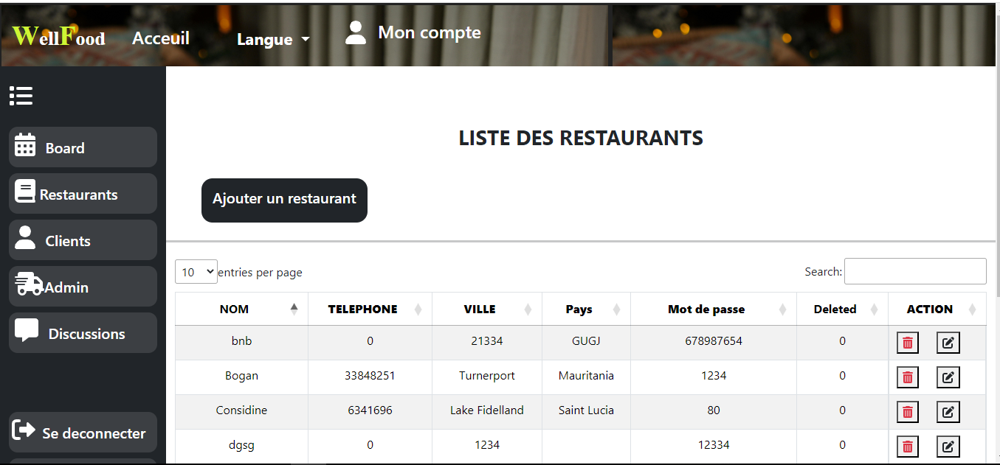 WellFood Acceuil Langue Mon compte
Board
Restaurants
Clients
Admin
Discussions
Se deconnecter
LISTE DES RESTAURANTS
Ajouter un restaurant
10 entries per page Search:
NOM TELEPHONE VILLE Pays Mot de passe Deleted ACTION
bnb 0 21334 GUGJ 678987654 0
Bogan 33848251 Turnerport Mauritania 1234 0
Considine 6341696 Lake Fidelland Saint Lucia 80 0
dgsg 0 1234 12334 0